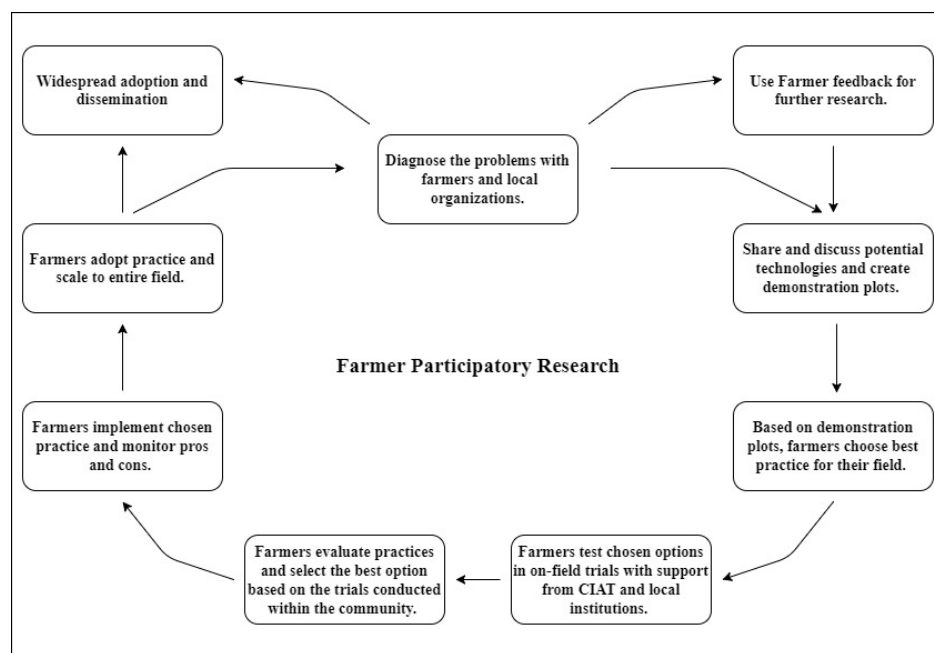 Widespread adoption and
dissemination
Use Farmer feedback for
further research.
Diagnose the problems with
farmers and local
organizations.
Farmers adopt practice and
scale to entire field.
Share and discuss potential
technologies and create
demonstration plots.
Farmer Participatory Research
Farmers implement chosen
practice and monitor pros
and cons.
Based on demonstration
plots, farmers choose best
practice for their field.
Farmers evaluate practices
and select the best option
based on the trials conducted
within the community.
Farmers test chosen options
in on-field trials with support
from CIAT and local
institutions.